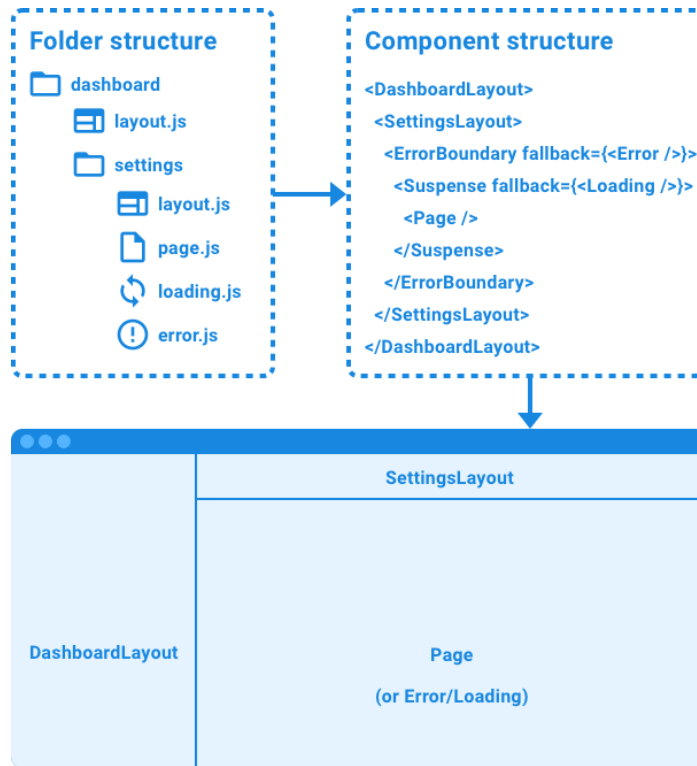 Folder structure
dashboard
layout.js
settings
layout.js
page.js
loading.js
error.js
Component structure
<DashboardLayout>
<SettingsLayout>
<ErrorBoundary fallback={<Error />}>
<Suspense fallback={<Loading />}>
<Page />
</Suspense>
</ErrorBoundary>
</SettingsLayout>
</DashboardLayout>
SettingsLayout
DashboardLayout
Page
(or Error/Loading)